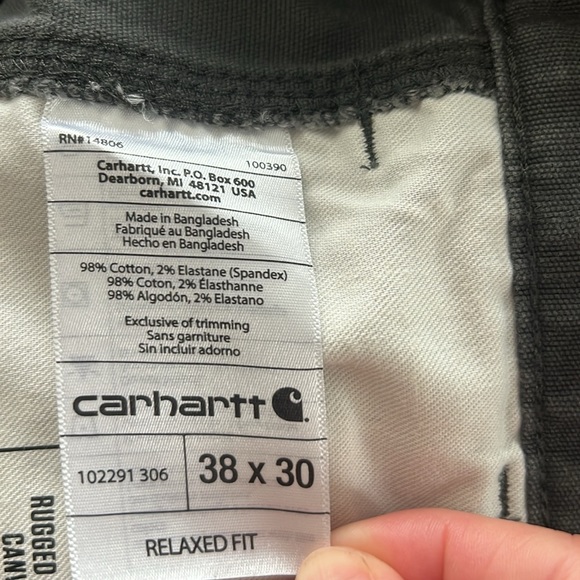 RN#14806
100390
Carhartt, Inc. P.O. Box 600
Dearborn, MI 48121 USA
carhartt.com
Made in Bangladesh
Fabriqué au Bangladesh
Hecho en Bangladesh
98% Cotton, 2% Elastane (Spandex)
98% Coton, 2% Élasthanne
98% Algodón, 2% Elastano
Exclusive of trimming
Sans garniture
Sin incluir adorno
carhartt
102291 306
38 x 30
RELAXED FIT
RUGGED